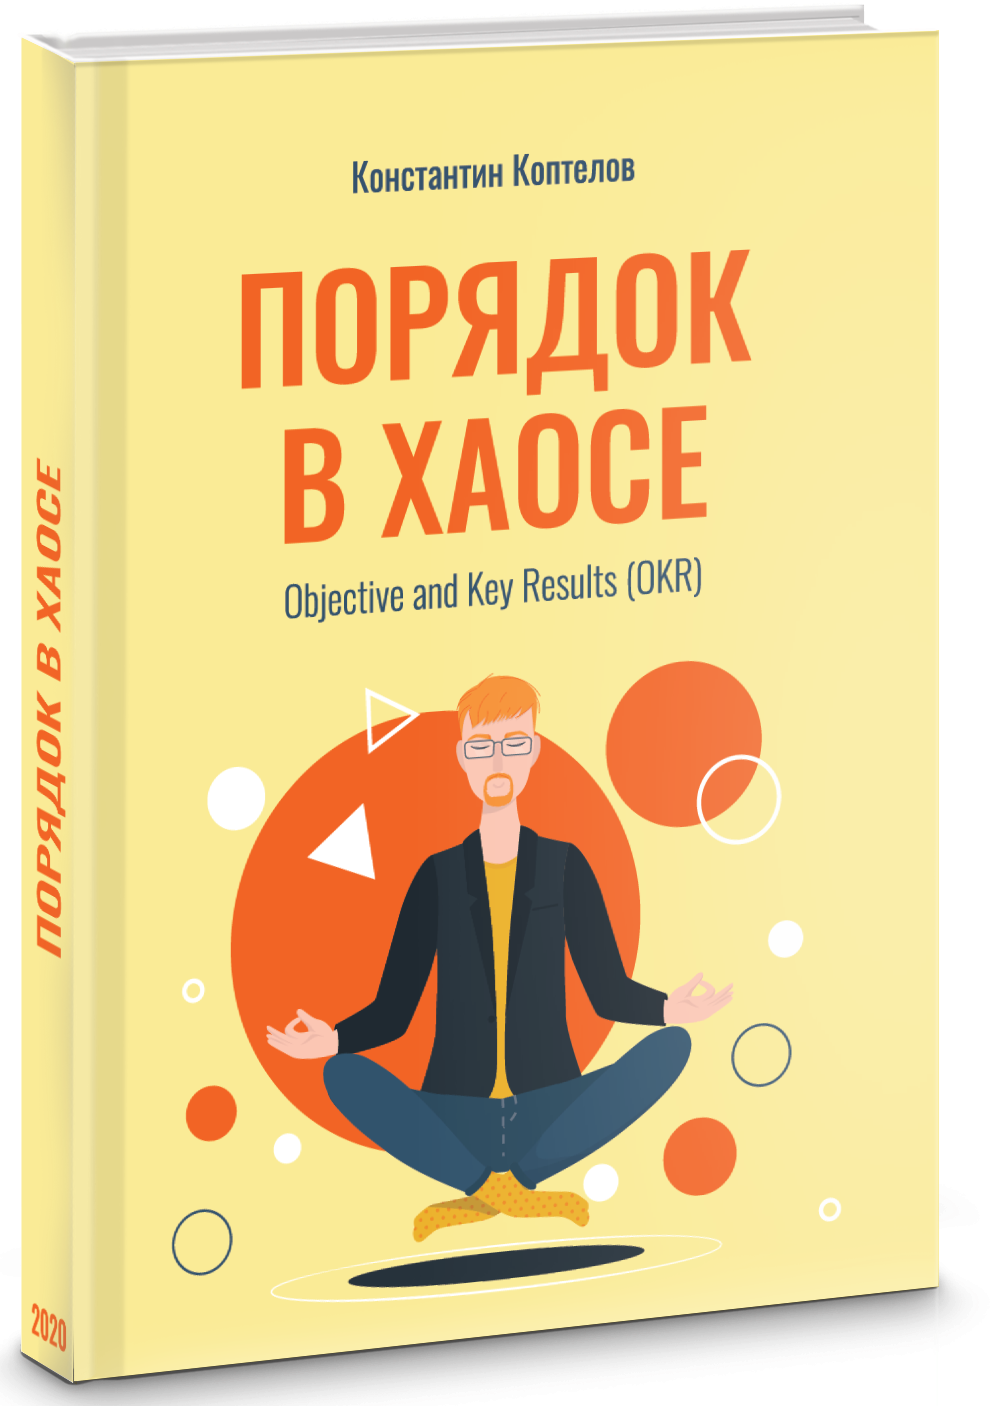 Константин Коптелов
ПОРЯДОК
В ХАОСЕ
Objective and Key Results (OKR)
ПОРЯДОК В ХАОСЕ
2020